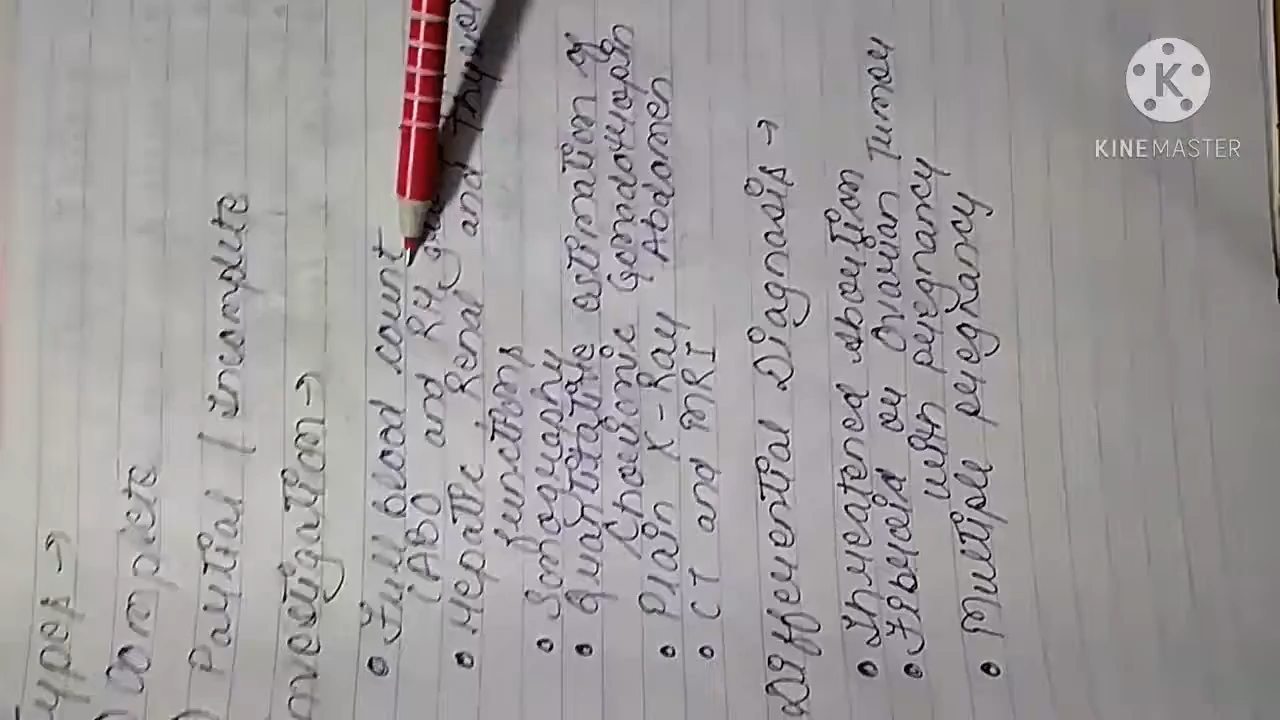 Types →
Complete
Partial / Incomplete
Investigation →
• Full blood count
(ABO and Rh
• Hepatic, Renal and Thyroi
functions
• Sonography
• Quantitative estimation of
Chorionic Gonadotropin
• Plain X-Ray Abdomen
• CT and MRI
Differential Diagnosis →
• Threatened Abortion
• Fibroid or Ovarian Tumor
with pregnancy
• Multiple pregnancy
K
KINEMASTER